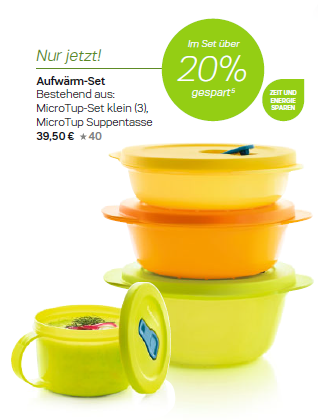 Nur jetzt!
Aufwärm-Set
Bestehend aus:
MicroTup-Set klein (3),
MicroTup Suppentasse
39,50 € ★ 40
Im Set über
20%
gespart⁵
ZEIT UND
ENERGIE
SPAREN